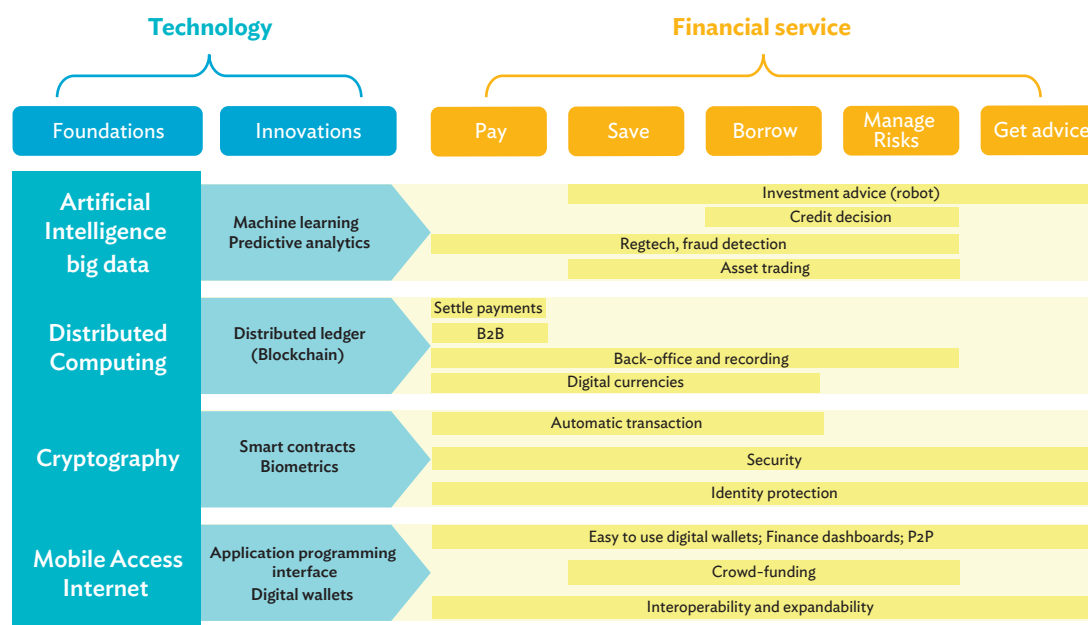 Technology
Financial service
Foundations
Innovations
Pay
Save
Borrow
Manage
Risks
Get advice
Artificial
Intelligence
big data
Machine learning
Predictive analytics
Investment advice (robot)
Credit decision
Regtech, fraud detection
Asset trading
Distributed
Computing
Distributed ledger
(Blockchain)
Settle payments
B2B
Back-office and recording
Digital currencies
Cryptography
Smart contracts
Biometrics
Automatic transaction
Security
Identity protection
Mobile Access
Internet
Application programming
interface
Digital wallets
Easy to use digital wallets; Finance dashboards; P2P
Crowd-funding
Interoperability and expandability